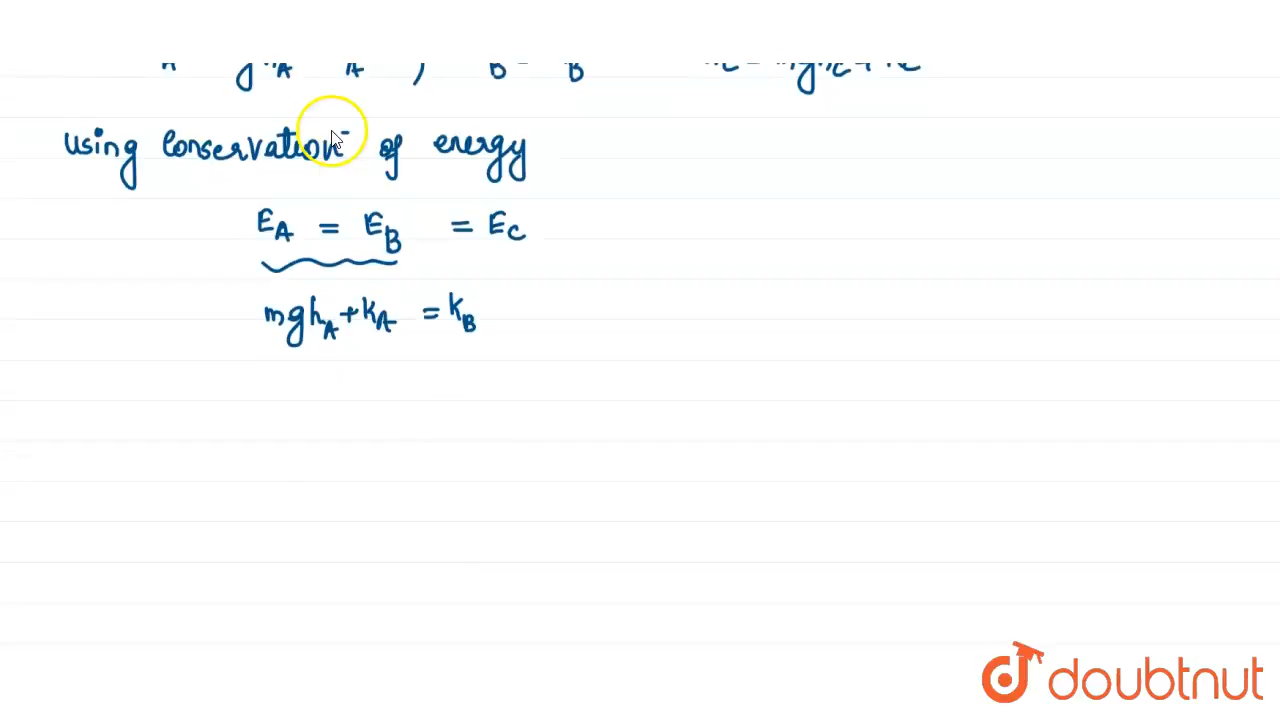 using conservation of energy
E_A = E_B = E_C
mgh_A + k_A = k_B
doubtnut